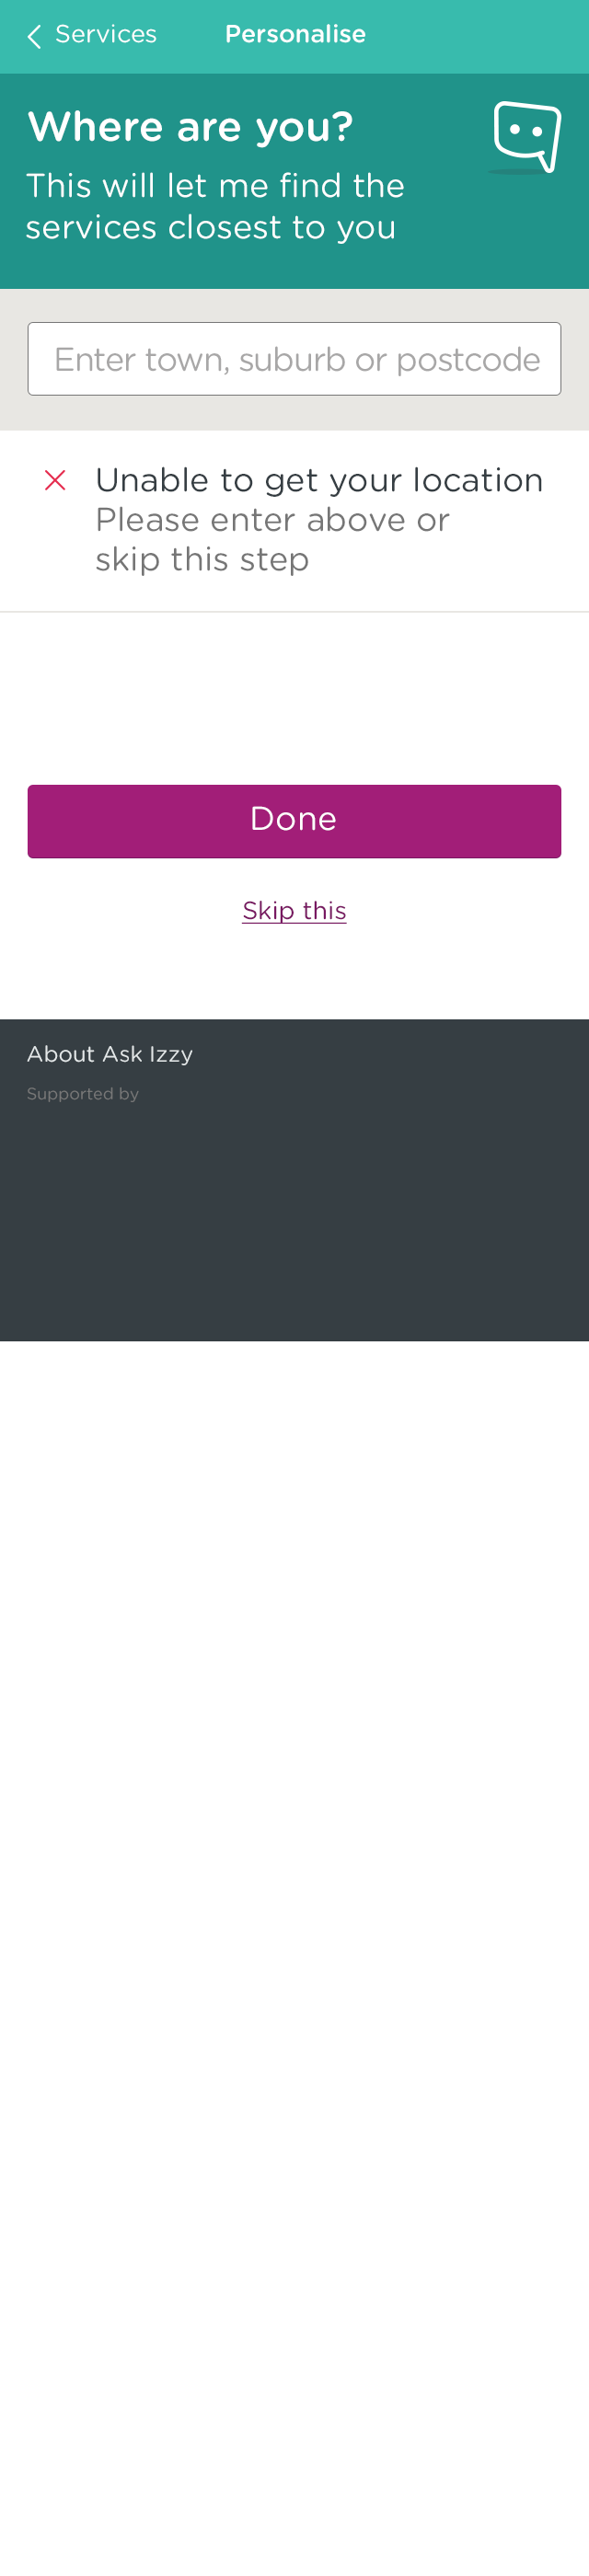 Services
Personalise
Where are you?
This will let me find the
services closest to you
Enter town, suburb or postcode
Unable to get your location
Please enter above or
skip this step
Done
Skip this
About Ask Izzy
Supported by